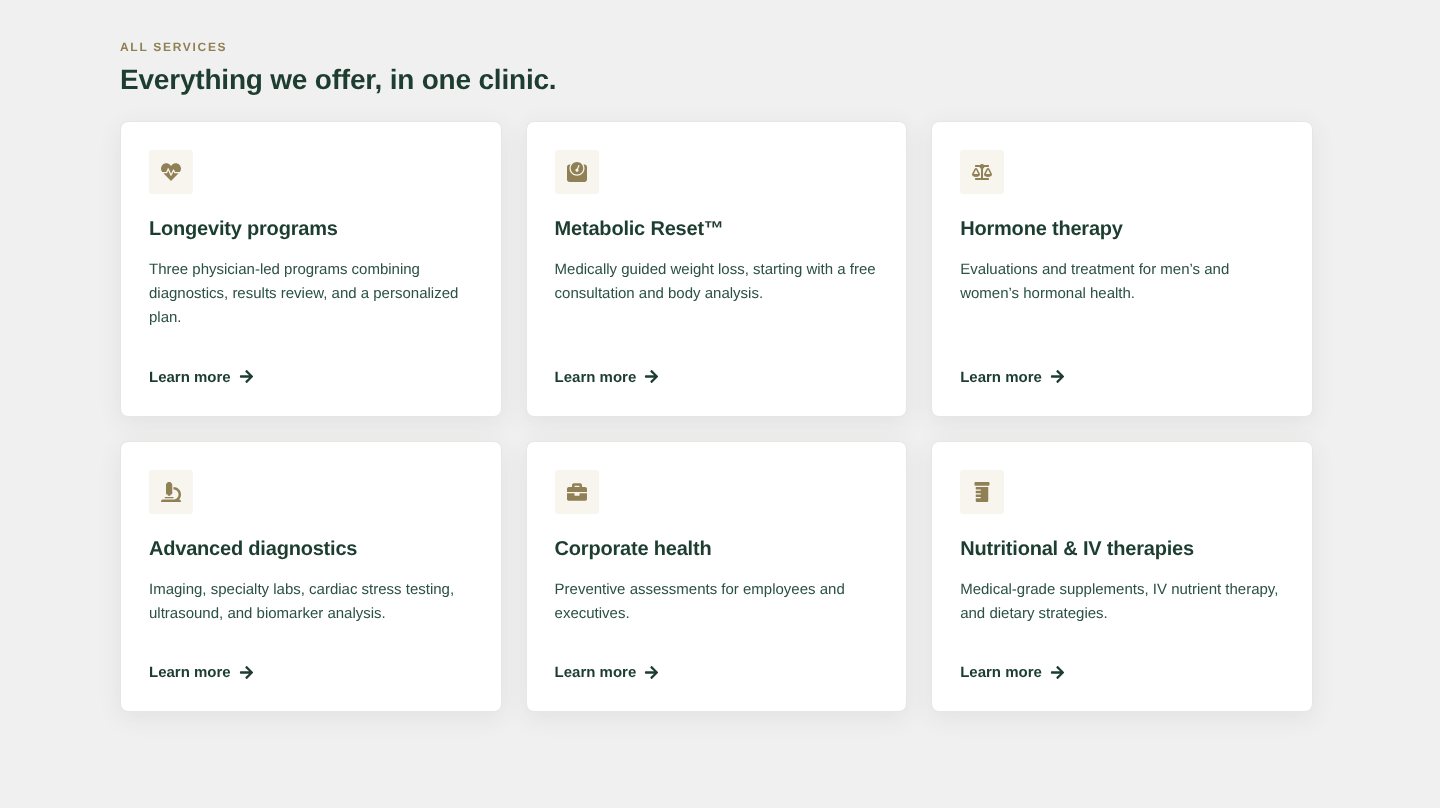 ALL SERVICES
Everything we offer, in one clinic.
Longevity programs
Three physician-led programs combining
diagnostics, results review, and a personalized
plan.
Learn more
Metabolic Reset™
Medically guided weight loss, starting with a free
consultation and body analysis.
Learn more
Hormone therapy
Evaluations and treatment for men’s and
women’s hormonal health.
Learn more
Advanced diagnostics
Imaging, specialty labs, cardiac stress testing,
ultrasound, and biomarker analysis.
Learn more
Corporate health
Preventive assessments for employees and
executives.
Learn more
Nutritional & IV therapies
Medical-grade supplements, IV nutrient therapy,
and dietary strategies.
Learn more